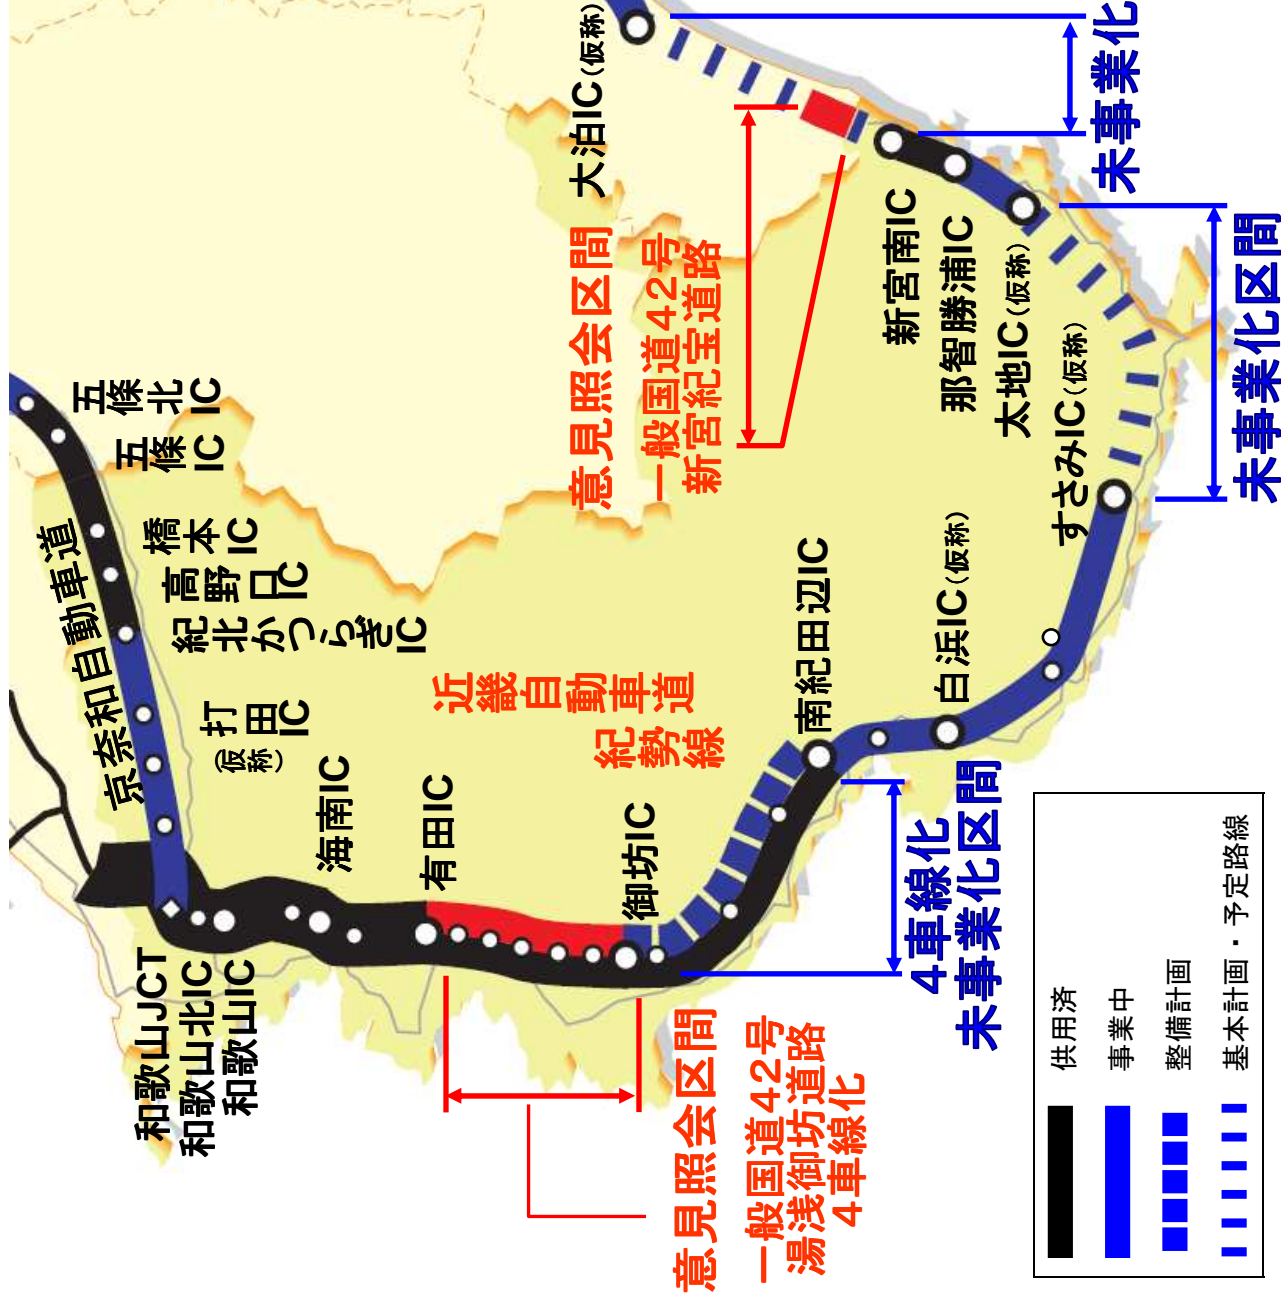 京奈和自動車道
五條北IC
五條IC
橋本IC
高野口IC
紀北かつらぎIC
打田IC
(仮称)
和歌山JCT
和歌山北IC
和歌山IC
海南IC
有田IC
御坊IC
近畿自動車道
紀勢線
南紀田辺IC
白浜IC(仮称)
すさみIC(仮称)
太地IC(仮称)
那智勝浦IC
新宮南IC
大泊IC(仮称)
意見照会区間
一般国道42号
新宮紀宝道路
未事業化
未事業化区間
4車線化
未事業化区間
意見照会区間
一般国道42号
湯浅御坊道路
4車線化
供用済
事業中
整備計画
基本計画・予定路線